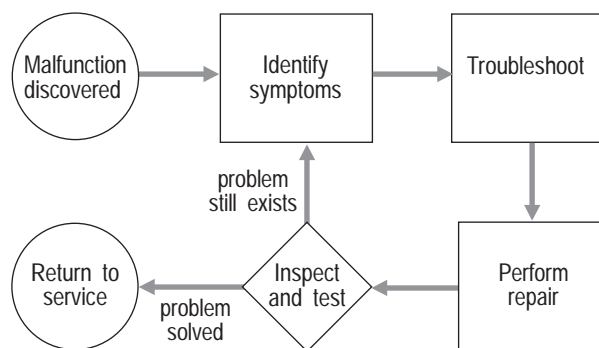 Malfunction
discovered
Identify
symptoms
Troubleshoot
problem
still exists
Return to
service
problem
solved
Inspect
and test
Perform
repair